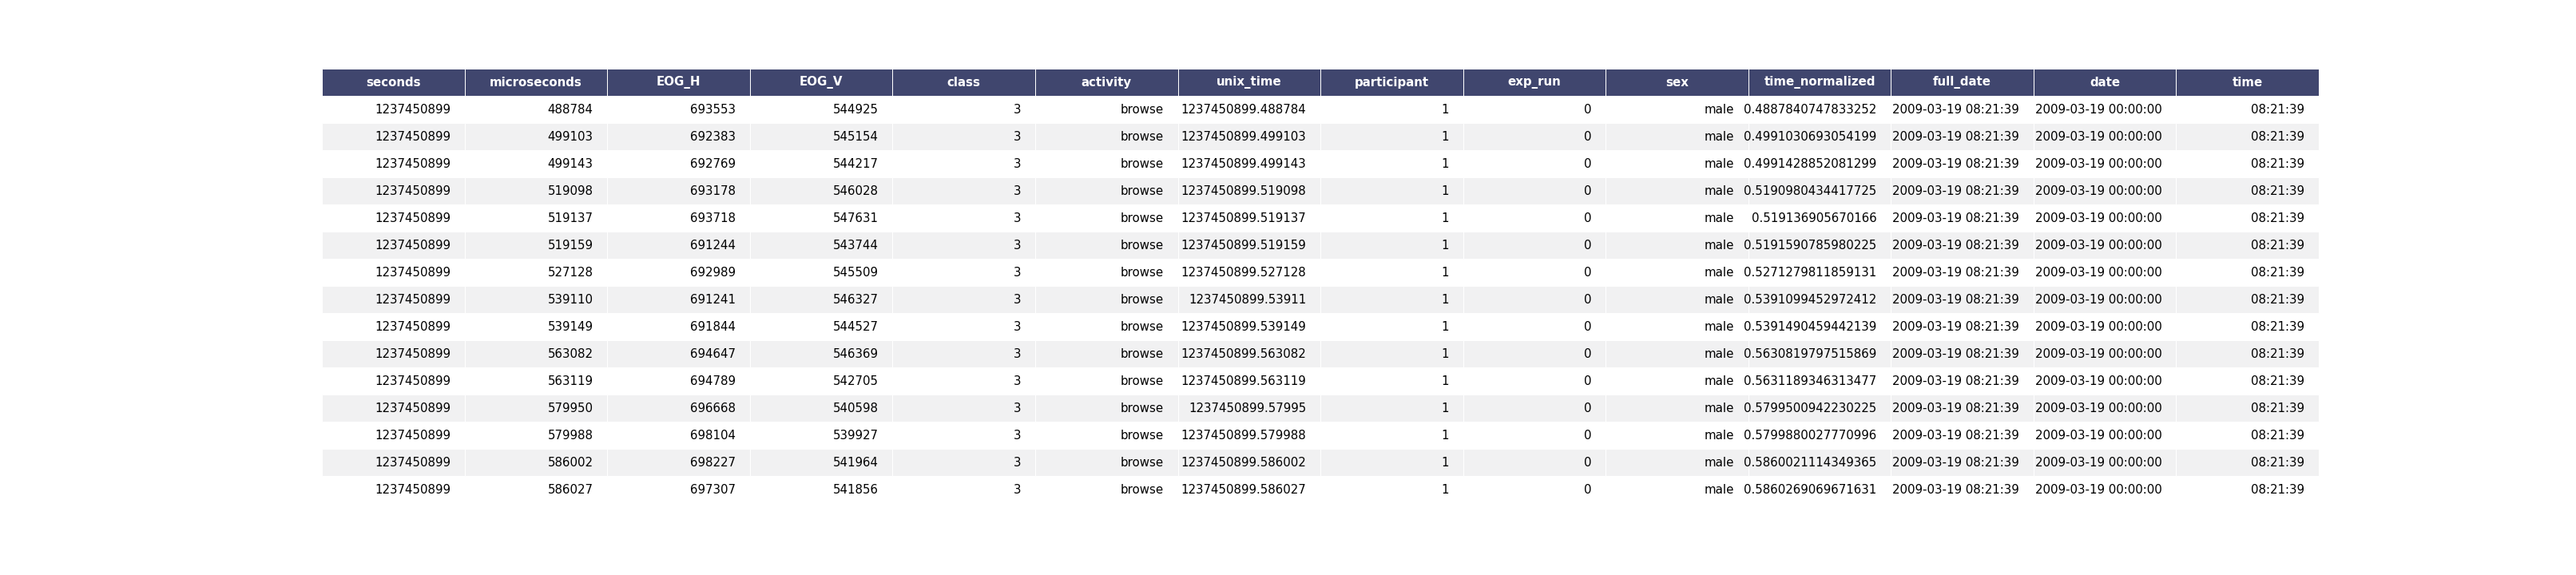 seconds microseconds EOG_H EOG_V class activity unix_time participant exp_run sex time_normalized full_date date time
1237450899 488784 693553 544925 3 browse 1237450899.488784 1 0 male 0.4887840747833252 2009-03-19 08:21:39 2009-03-19 00:00:00 08:21:39
1237450899 499103 692383 545154 3 browse 1237450899.499103 1 0 male 0.4991030693054199 2009-03-19 08:21:39 2009-03-19 00:00:00 08:21:39
1237450899 499143 692769 544217 3 browse 1237450899.499143 1 0 male 0.4991428852081299 2009-03-19 08:21:39 2009-03-19 00:00:00 08:21:39
1237450899 519098 693178 546028 3 browse 1237450899.519098 1 0 male 0.5190980434417725 2009-03-19 08:21:39 2009-03-19 00:00:00 08:21:39
1237450899 519137 693718 547631 3 browse 1237450899.519137 1 0 male 0.519136905670166 2009-03-19 08:21:39 2009-03-19 00:00:00 08:21:39
1237450899 519159 691244 543744 3 browse 1237450899.519159 1 0 male 0.5191590785980225 2009-03-19 08:21:39 2009-03-19 00:00:00 08:21:39
1237450899 527128 692989 545509 3 browse 1237450899.527128 1 0 male 0.5271279811859131 2009-03-19 08:21:39 2009-03-19 00:00:00 08:21:39
1237450899 539110 691241 546327 3 browse 1237450899.53911 1 0 male 0.5391099452972412 2009-03-19 08:21:39 2009-03-19 00:00:00 08:21:39
1237450899 539149 691844 544527 3 browse 1237450899.539149 1 0 male 0.5391490459442139 2009-03-19 08:21:39 2009-03-19 00:00:00 08:21:39
1237450899 563082 694647 546369 3 browse 1237450899.563082 1 0 male 0.5630819797515869 2009-03-19 08:21:39 2009-03-19 00:00:00 08:21:39
1237450899 563119 694789 542705 3 browse 1237450899.563119 1 0 male 0.5631189346313477 2009-03-19 08:21:39 2009-03-19 00:00:00 08:21:39
1237450899 579950 696668 540598 3 browse 1237450899.57995 1 0 male 0.5799500942230225 2009-03-19 08:21:39 2009-03-19 00:00:00 08:21:39
1237450899 579988 698104 539927 3 browse 1237450899.579988 1 0 male 0.5799880027770996 2009-03-19 08:21:39 2009-03-19 00:00:00 08:21:39
1237450899 586002 698227 541964 3 browse 1237450899.586002 1 0 male 0.5860021114349365 2009-03-19 08:21:39 2009-03-19 00:00:00 08:21:39
1237450899 586027 697307 541856 3 browse 1237450899.586027 1 0 male 0.5860269069671631 2009-03-19 08:21:39 2009-03-19 00:00:00 08:21:39